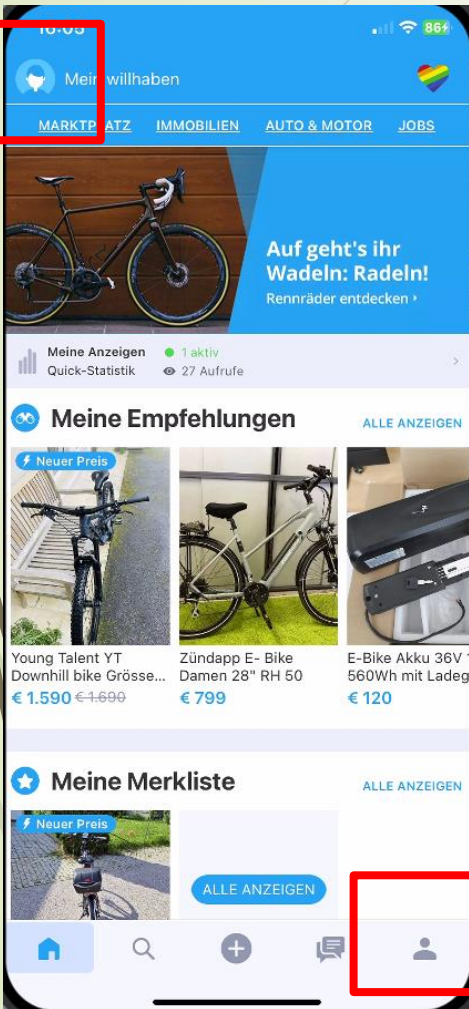 16:05
86
Mein willhaben
MARKTPLATZ IMMOBILIEN AUTO & MOTOR JOBS
Auf geht's ihr
Wadeln: Radeln!
Rennräder entdecken
Meine Anzeigen 1 aktiv
Quick-Statistik 27 Aufrufe
Meine Empfehlungen ALLE ANZEIGEN
Neuer Preis
Young Talent YT
Downhill bike Grösse...
€ 1.590 € 1.690
Zündapp E- Bike
Damen 28" RH 50
€ 799
E-Bike Akku 36V
560Wh mit Ladeg
€ 120
Meine Merkliste ALLE ANZEIGEN
Neuer Preis
ALLE ANZEIGEN